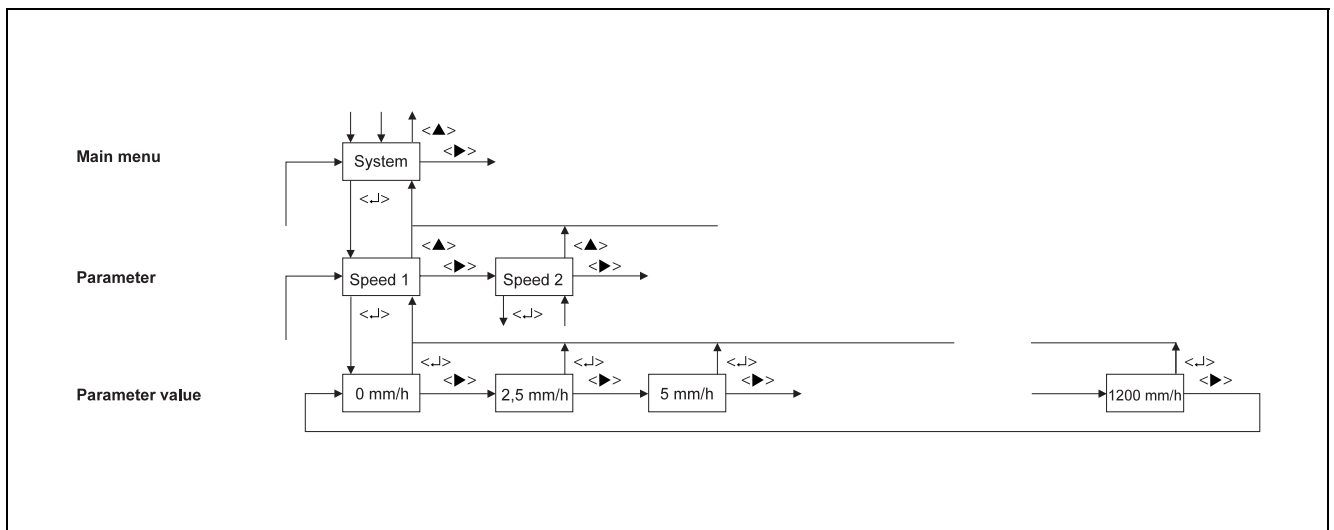 <▲>
<▶>
Main menu
System
<↵>
<▲>
<▲>
<▶>
<▶>
Parameter
Speed 1
Speed 2
<↵>
<↵>
<↵>
<↵>
<↵>
<↵>
<▶>
<▶>
<▶>
<▶>
Parameter value
0 mm/h
2,5 mm/h
5 mm/h
1200 mm/h